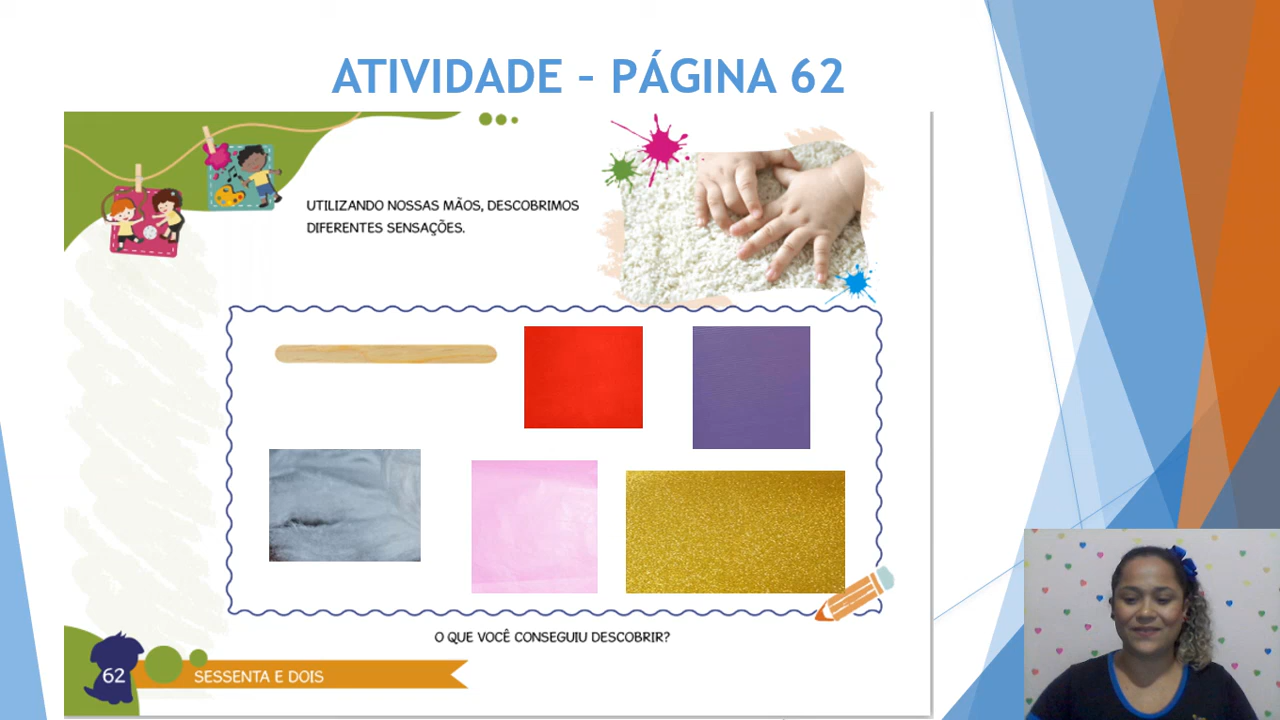 ATIVIDADE – PÁGINA 62
UTILIZANDO NOSSAS MÃOS, DESCOBRIMOS
DIFERENTES SENSAÇÕES.
O QUE VOCÊ CONSEGUIU DESCOBRIR?
62
SESSENTA E DOIS